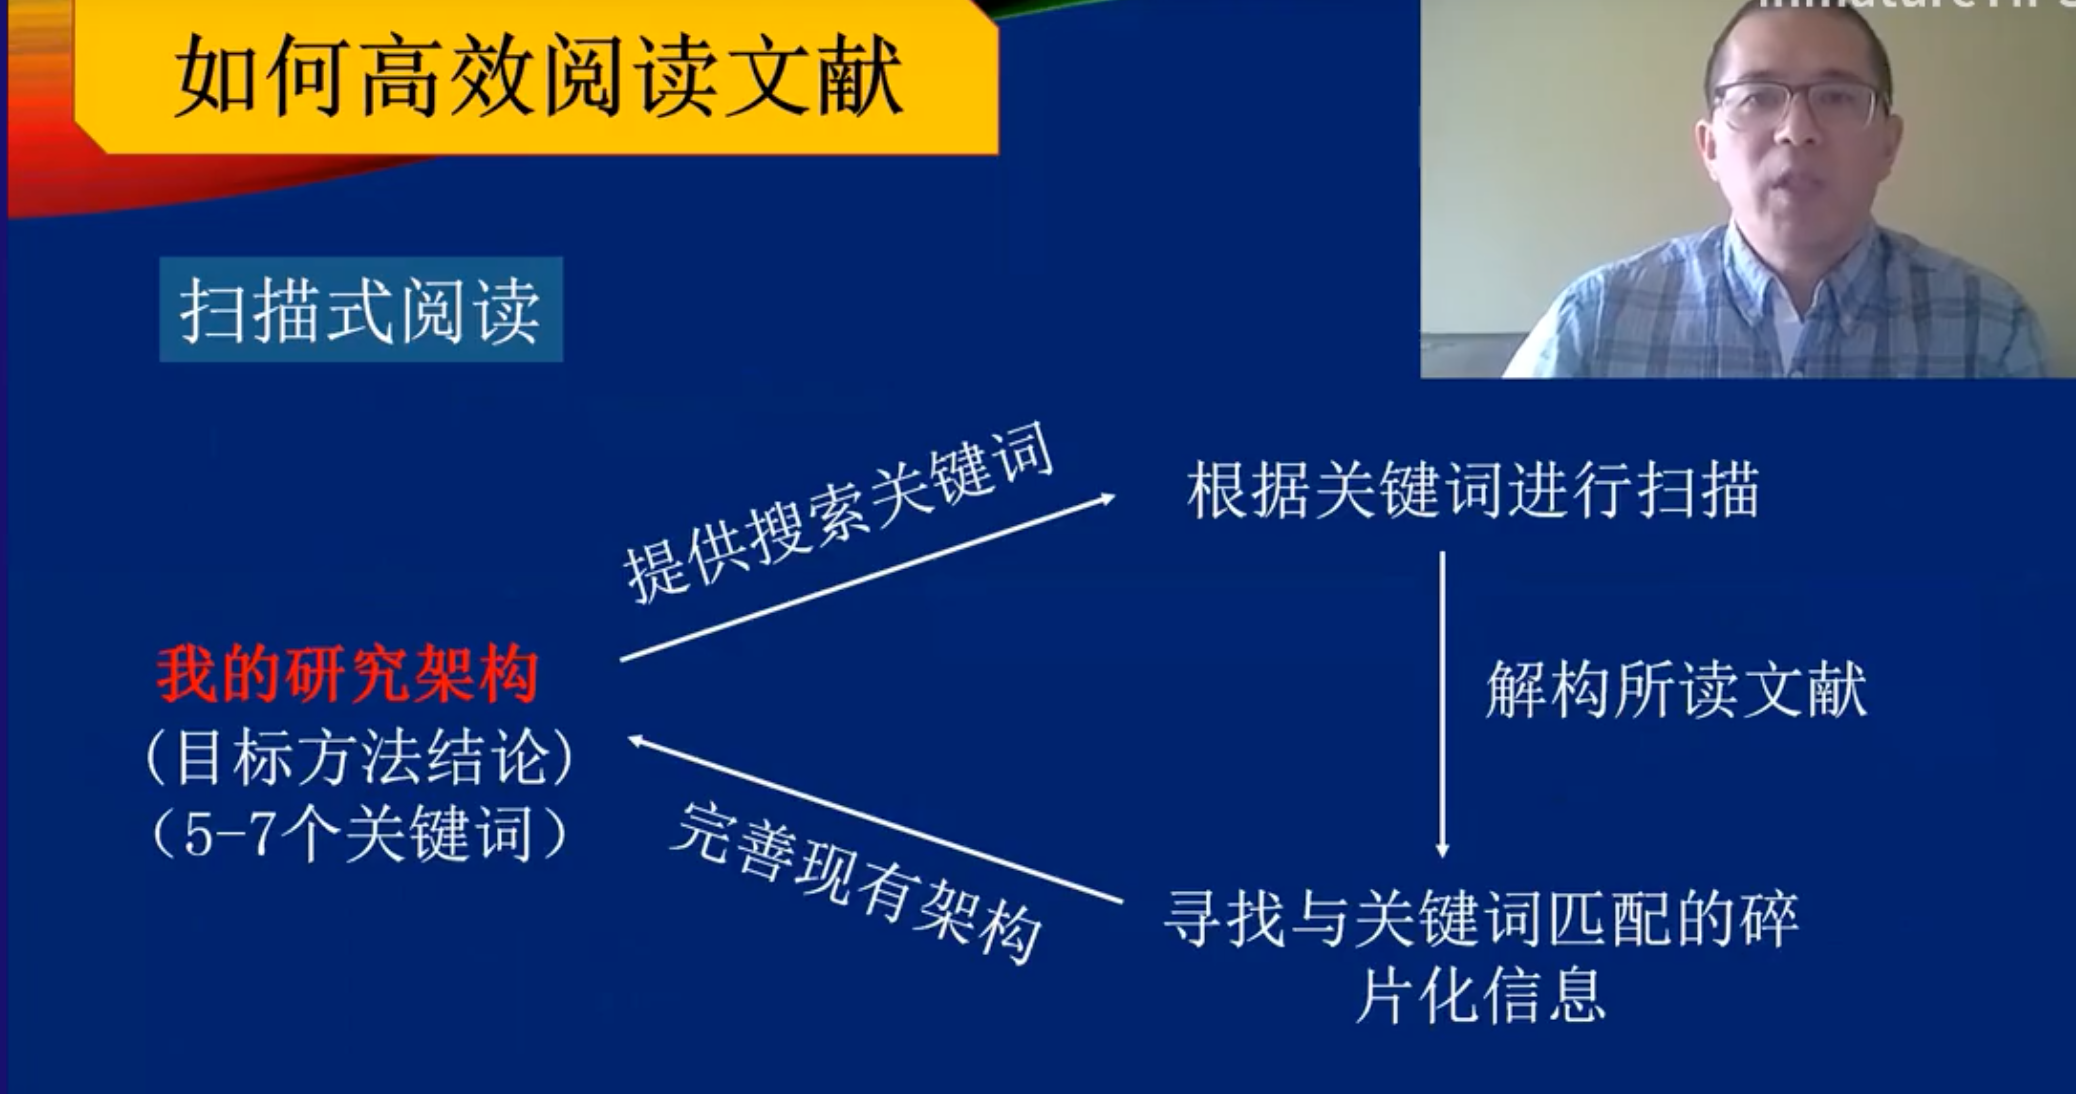 如何高效阅读文献
扫描式阅读
提供搜索关键词
根据关键词进行扫描
我的研究架构
(目标方法结论)
（5-7个关键词）
解构所读文献
完善现有架构
寻找与关键词匹配的碎
片化信息